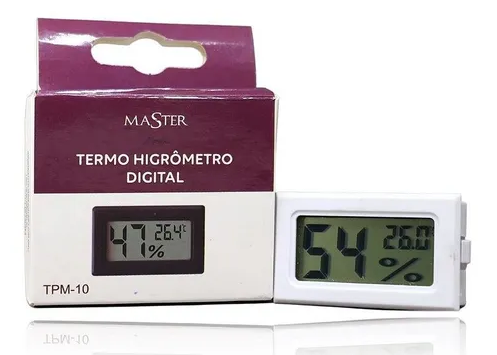 MASTER
TERMO HIGRÔMETRO
DIGITAL
47% 26.4°C
TPM-10
54% 26.0